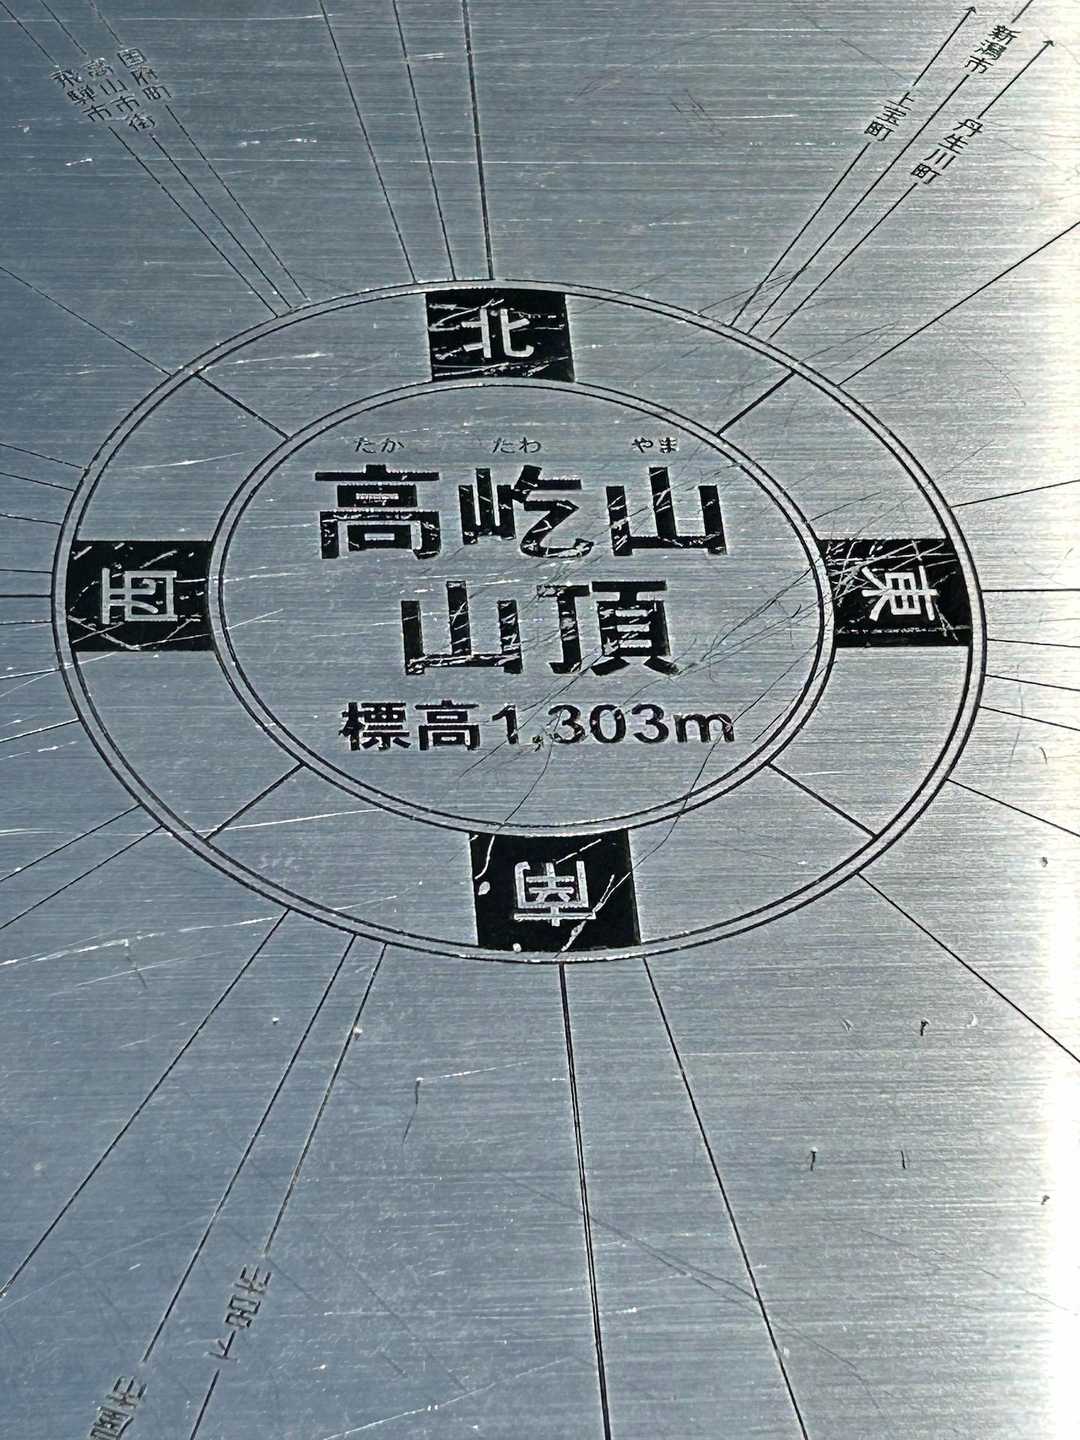 国府町
高山市街
飛騨市
上宝町
新潟市
丹生川町
北
たか たわ やま
高屹山
山頂
標高1,303m
西
東
南